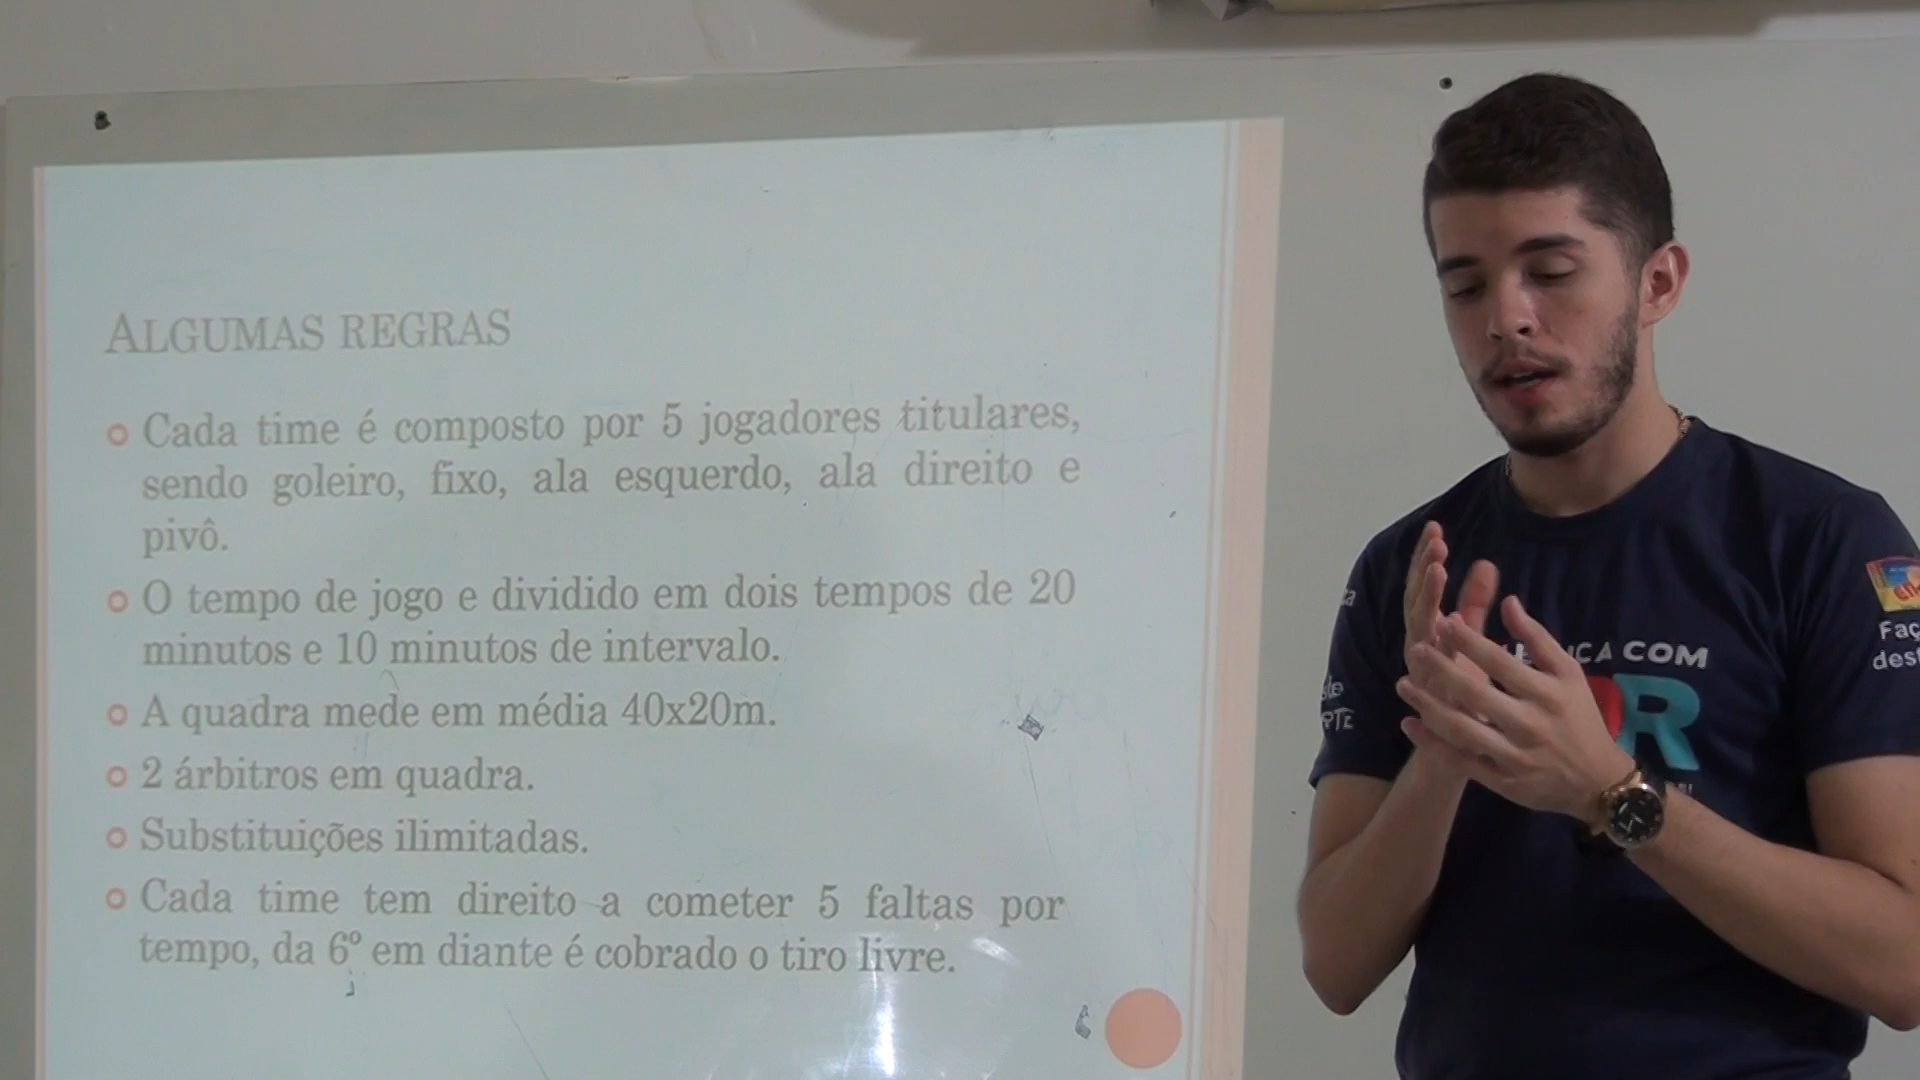 ALGUMAS REGRAS
Cada time é composto por 5 jogadores titulares,
sendo goleiro, fixo, ala esquerdo, ala direito e
pivô.
O tempo de jogo e dividido em dois tempos de 20
minutos e 10 minutos de intervalo.
A quadra mede em média 40x20m.
2 árbitros em quadra.
Substituições ilimitadas.
Cada time tem direito a cometer 5 faltas por
tempo, da 6º em diante é cobrado o tiro livre.
COM
R